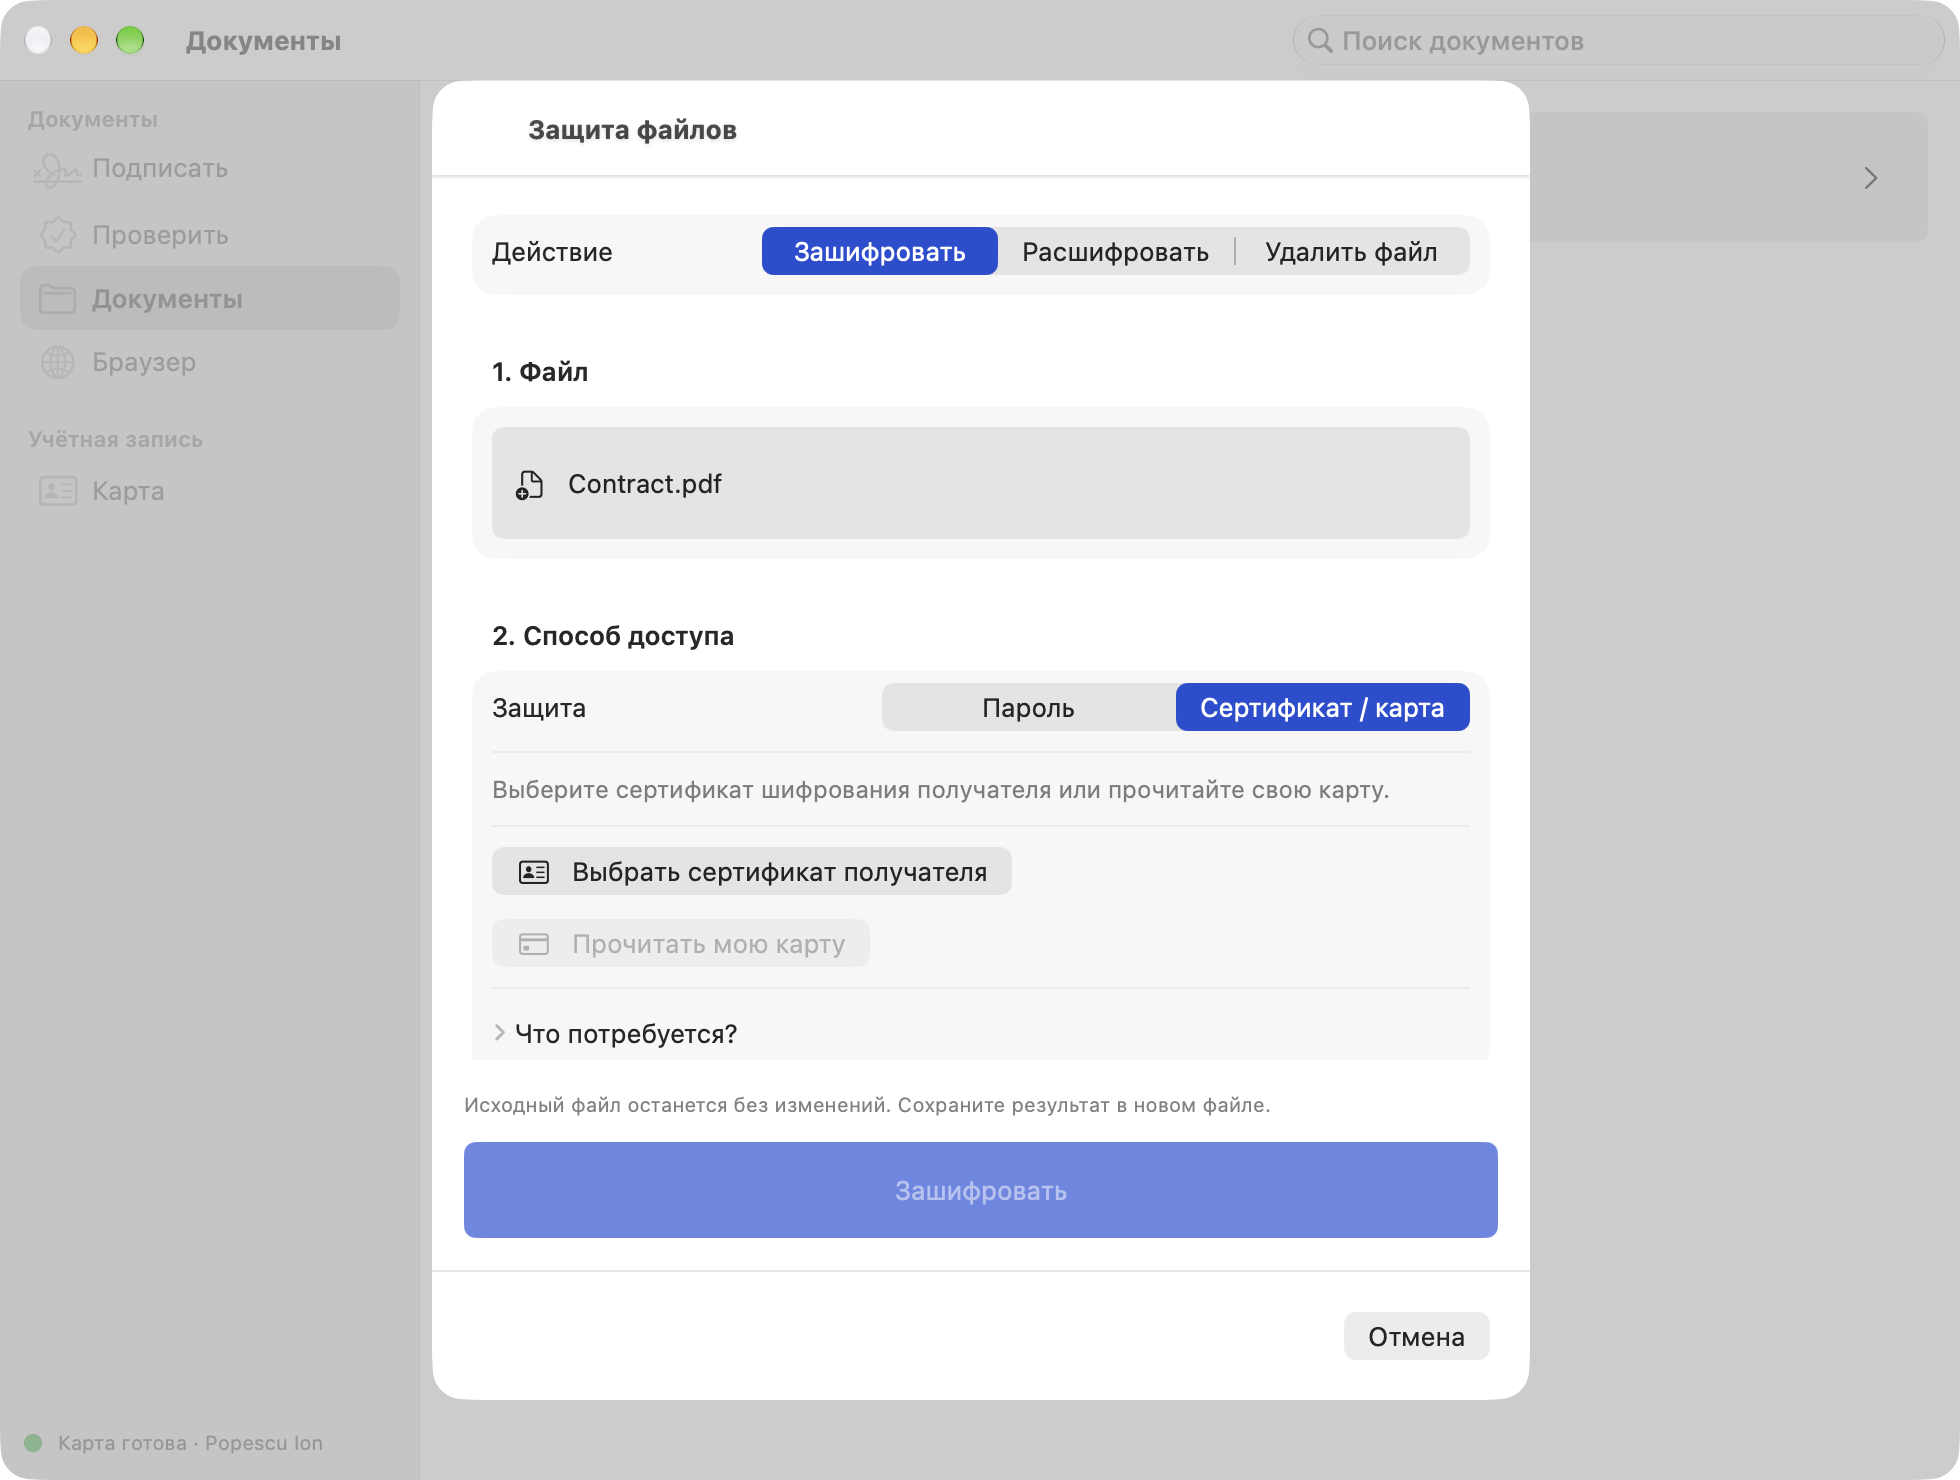 Документы
Поиск документов
Документы
Подписать
Проверить
Документы
Браузер
Учётная запись
Карта
Карта готова · Popescu Ion
Защита файлов
Действие
Зашифровать
Расшифровать
Удалить файл
1. Файл
Contract.pdf
2. Способ доступа
Защита
Пароль
Сертификат / карта
Выберите сертификат шифрования получателя или прочитайте свою карту.
Выбрать сертификат получателя
Прочитать мою карту
Что потребуется?
Исходный файл останется без изменений. Сохраните результат в новом файле.
Зашифровать
Отмена